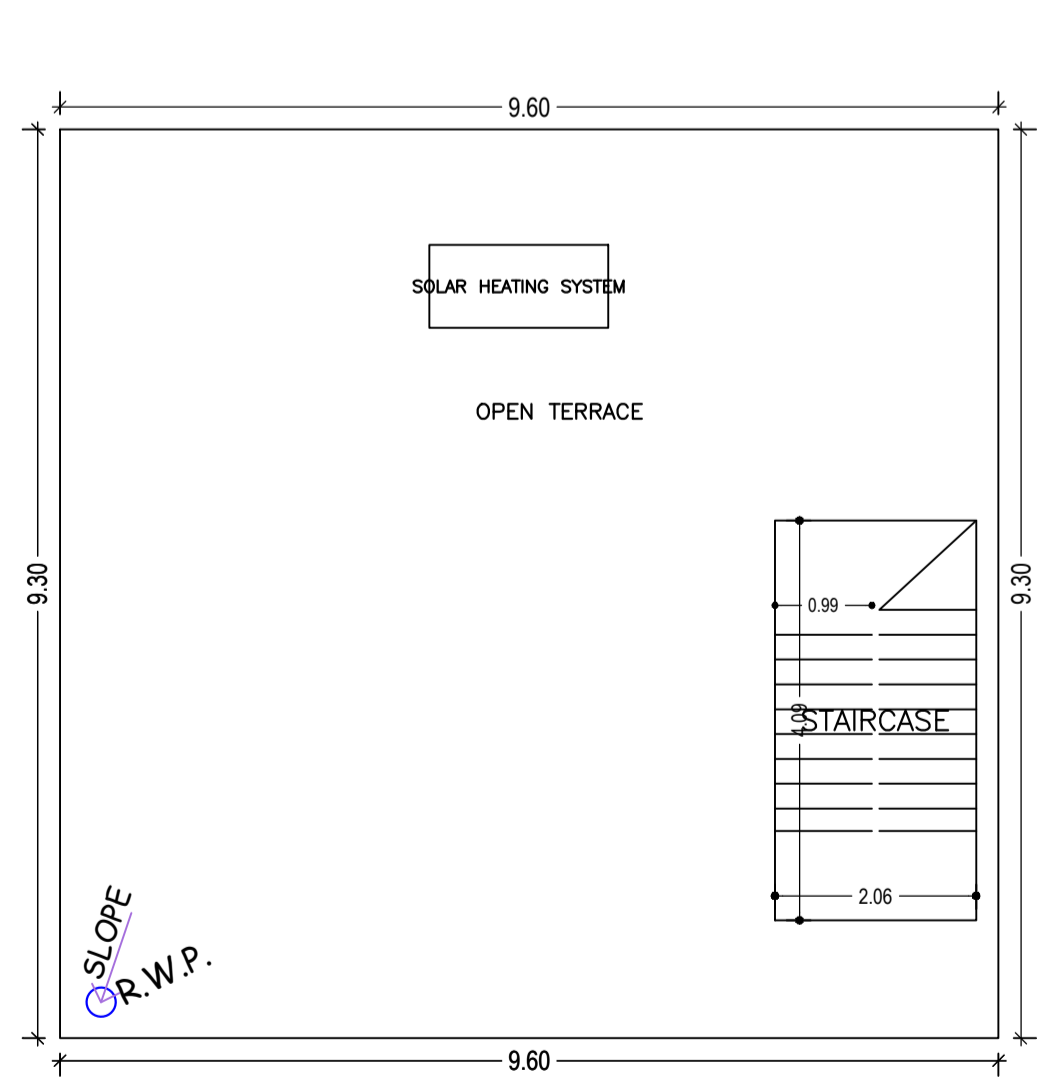 9.60
SOLAR HEATING SYSTEM
OPEN TERRACE
9.30
9.30
0.99
4.09
STAIRCASE
2.06
SLOPE
R.W.P.
9.60